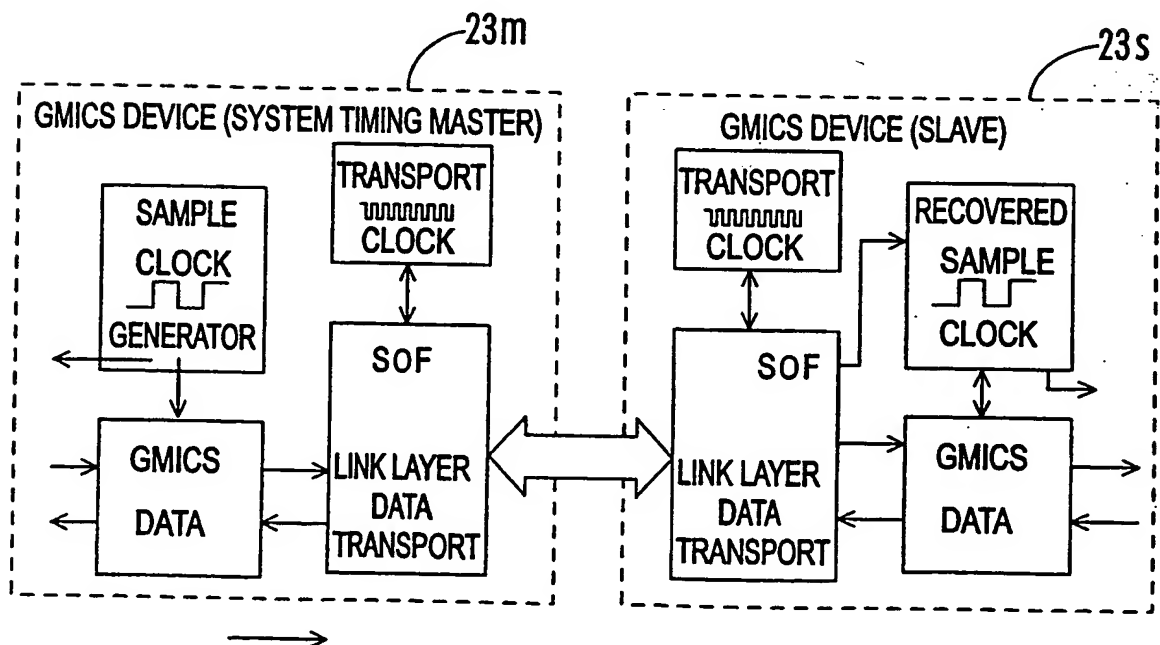 23m
23s
GMICS DEVICE (SYSTEM TIMING MASTER)
SAMPLE
CLOCK
GENERATOR
TRANSPORT
CLOCK
SOF
LINK LAYER
DATA
TRANSPORT
GMICS
DATA
GMICS DEVICE (SLAVE)
TRANSPORT
CLOCK
RECOVERED
SAMPLE
CLOCK
SOF
LINK LAYER
DATA
TRANSPORT
GMICS
DATA